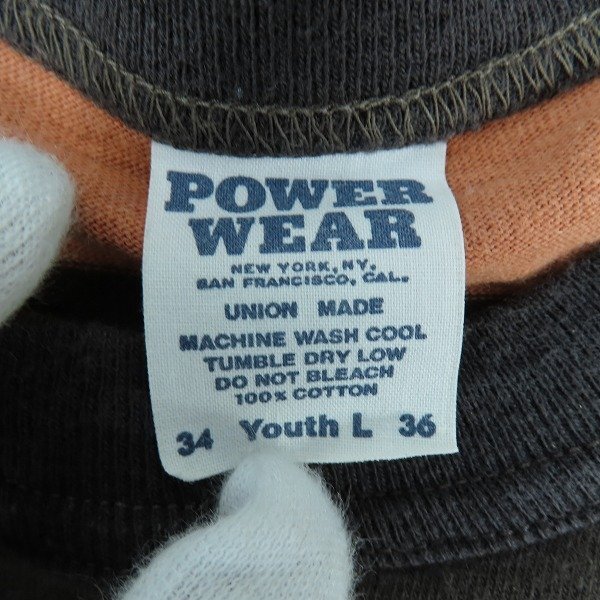 POWER
WEAR
NEW YORK, NY.
SAN FRANCISCO, CAL.
UNION MADE
MACHINE WASH COOL
TUMBLE DRY LOW
DO NOT BLEACH
100% COTTON
34 Youth L 36